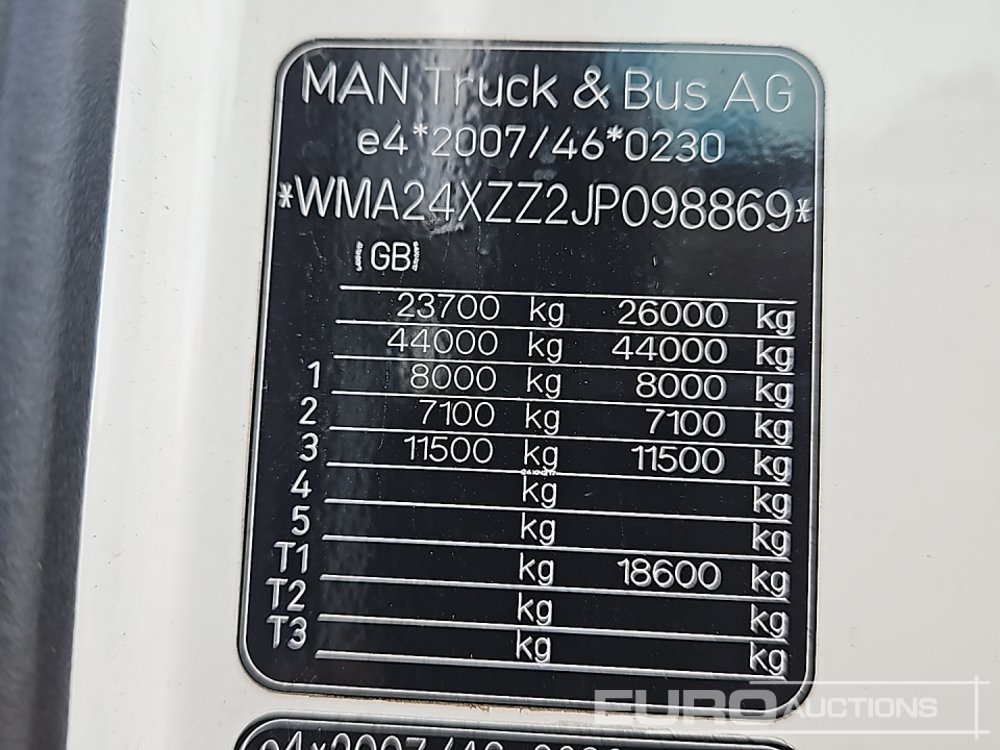 MAN Truck & Bus AG
e4*2007/46*0230
*WMA24XZZ2JP098869*
GB
23700 kg 26000 kg
44000 kg 44000 kg
1 8000 kg 8000 kg
2 7100 kg 7100 kg
3 11500 kg 11500 kg
4 kg kg
5 kg kg
T1 kg 18600 kg
T2 kg kg
T3 kg kg
EURO AUCTIONS